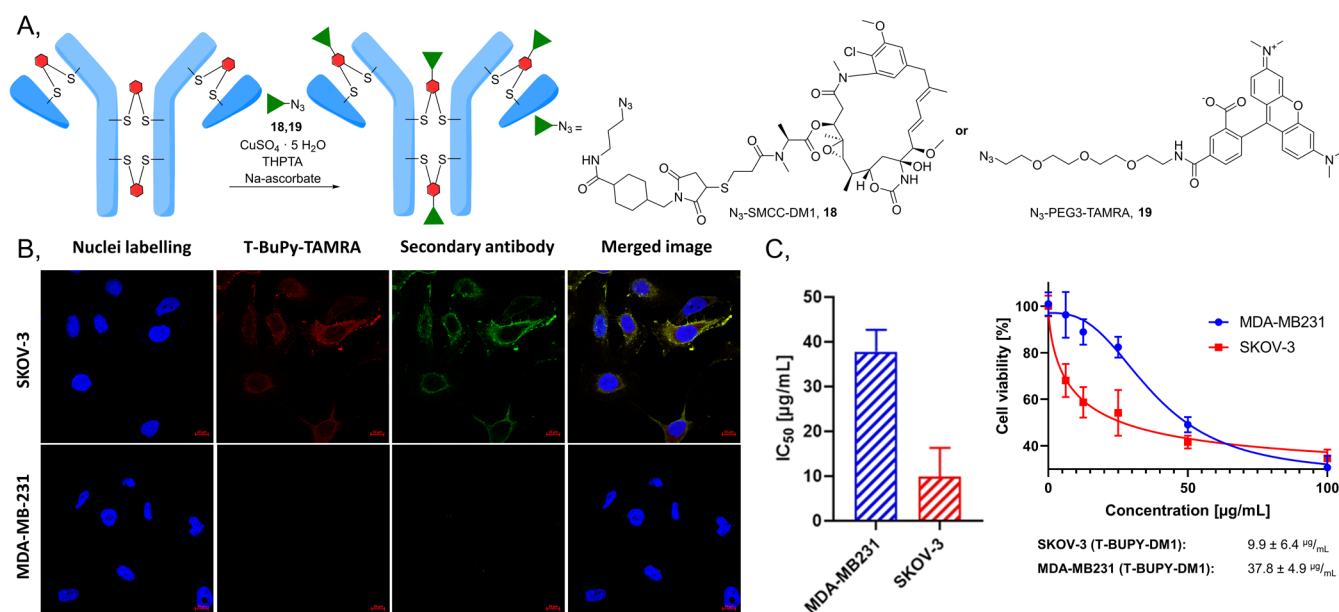 A,
S
S
S
S
S
S
S
S
N3
18,19
CuSO4 · 5 H2O
THPTA
Na-ascorbate
S
S
S
S
S
S
S
S
N3=
N3
HN
O
N
O
O
S
O
N
O
O
O
O
N
Cl
O
O
O
OH
NH
O
O
H
N3-SMCC-DM1, 18
or
N3
O
O
O
H
N
O
O-
O
N+
O
N
N3-PEG3-TAMRA, 19
B,
Nuclei labelling
T-BuPy-TAMRA
Secondary antibody
Merged image
SKOV-3
MDA-MB-231
C,
IC50 [µg/mL]
50
40
30
20
10
0
MDA-MB231
SKOV-3
Cell viability [%]
100
80
60
40
MDA-MB231
SKOV-3
0
50
100
Concentration [µg/mL]
SKOV-3 (T-BUPY-DM1): 9.9 ± 6.4 µg/mL
MDA-MB231 (T-BUPY-DM1): 37.8 ± 4.9 µg/mL